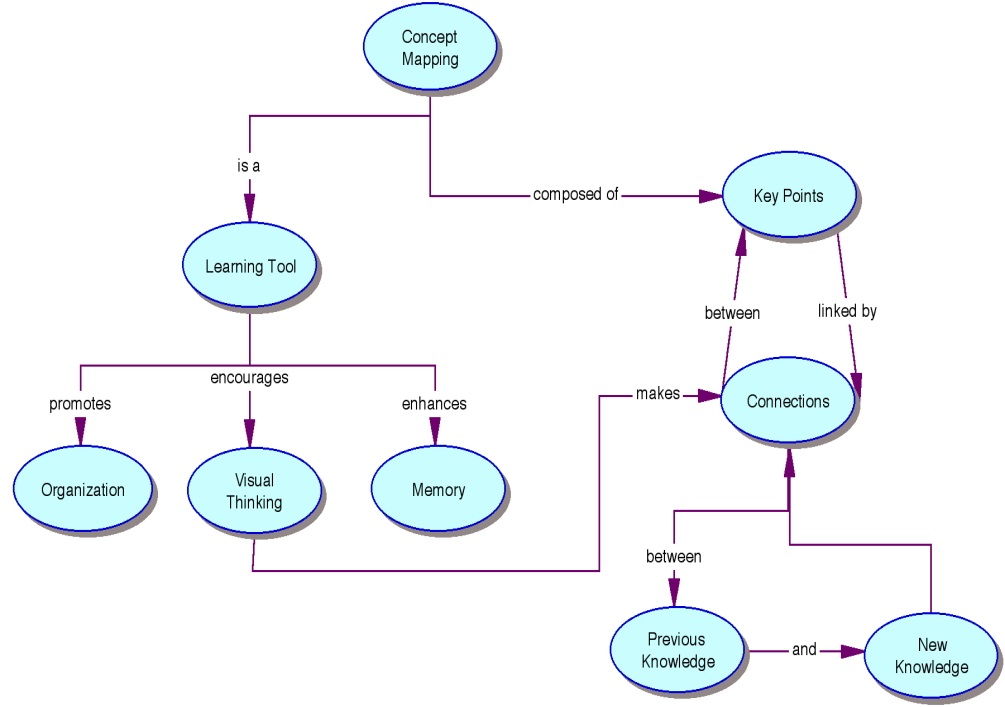 Concept
Mapping
is a
composed of
Key Points
Learning Tool
between
linked by
encourages
promotes
enhances
makes
Connections
Organization
Visual
Thinking
Memory
between
Previous
Knowledge
and
New
Knowledge